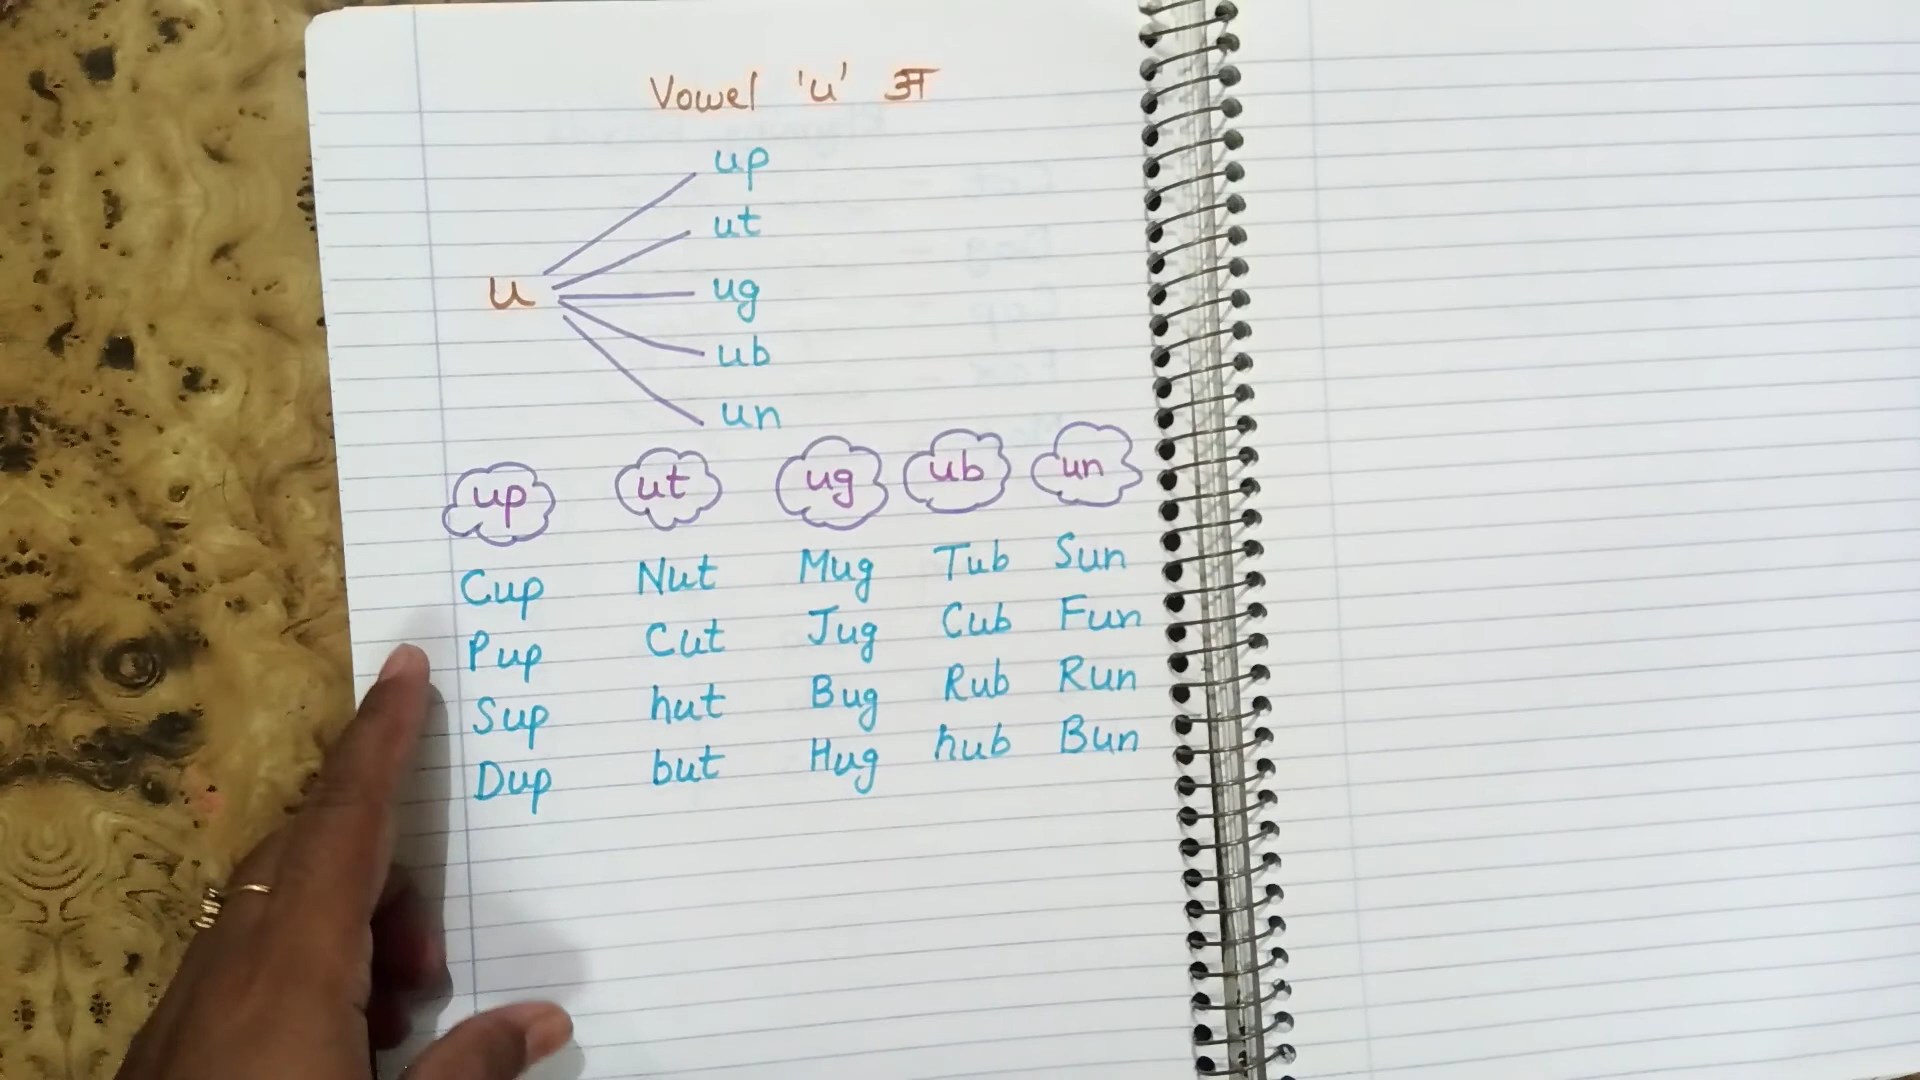 Vowel 'u' अ
up
ut
u
ug
ub
un
up ut ug ub un
Cup Nut Mug Tub Sun
Pup Cut Jug Cub Fun
Sup hut Bug Rub Run
Dup but Hug hub Bun